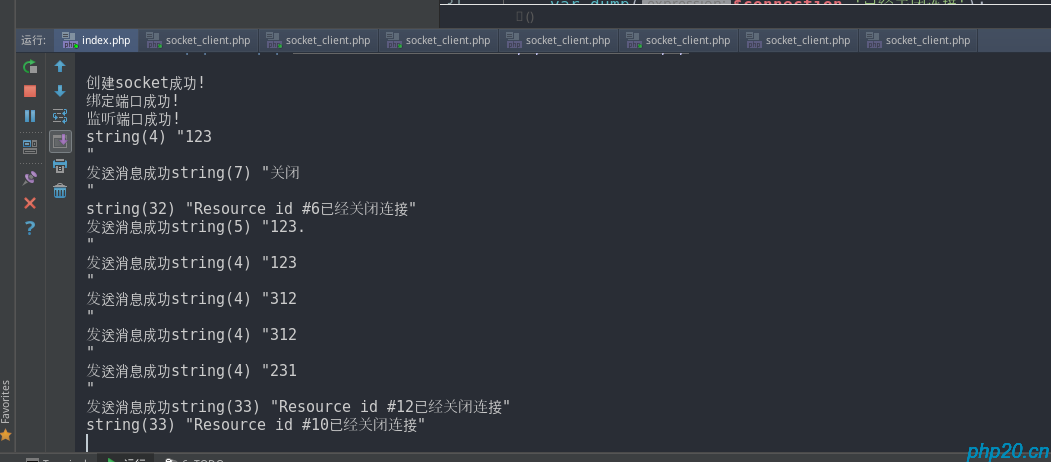 var_dump( expression: $connection.'已经关闭连接');
{}()
运行: index.php socket_client.php socket_client.php socket_client.php socket_client.php socket_client.php socket_client.php socket_client.php
创建socket成功!
绑定端口成功!
监听端口成功!
string(4) "123
"
发送消息成功string(7) "关闭
"
string(32) "Resource id #6已经关闭连接"
发送消息成功string(5) "123.
"
发送消息成功string(4) "123
"
发送消息成功string(4) "312
"
发送消息成功string(4) "312
"
发送消息成功string(4) "231
"
发送消息成功string(33) "Resource id #12已经关闭连接"
string(33) "Resource id #10已经关闭连接"
Favorites
php20.cn